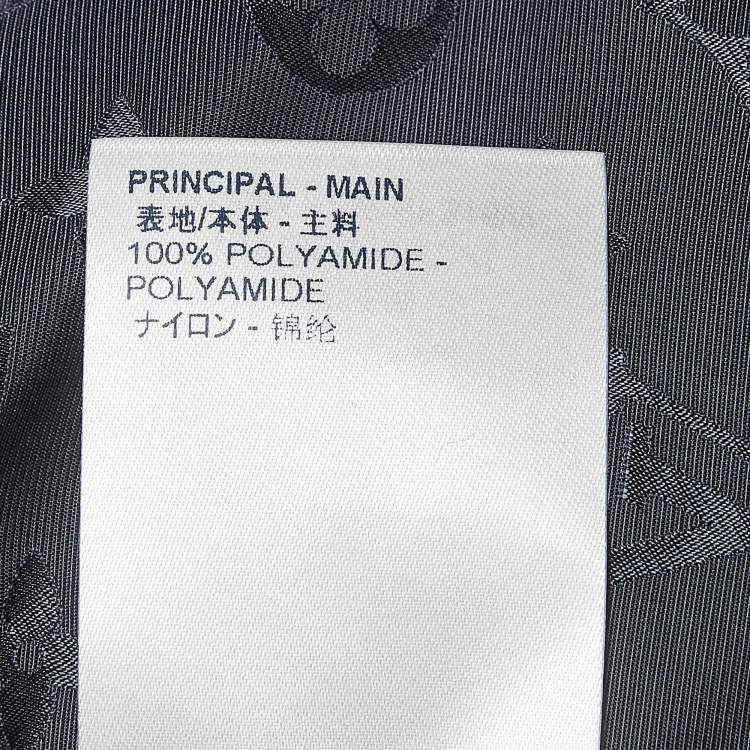 PRINCIPAL - MAIN
表地/本体 - 主料
100% POLYAMIDE -
POLYAMIDE
ナイロン - 锦纶